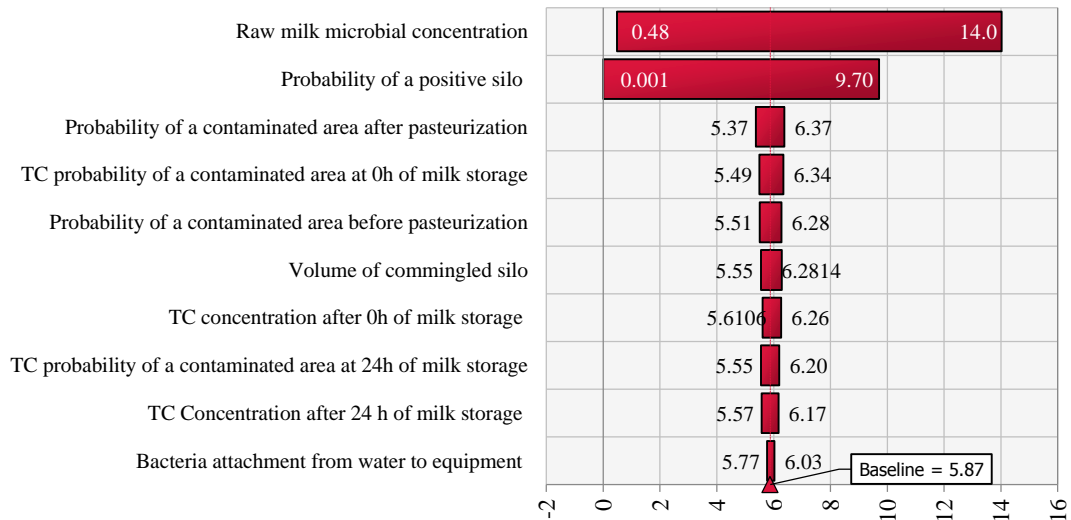 Raw milk microbial concentration 0.48 14.0
Probability of a positive silo 0.001 9.70
Probability of a contaminated area after pasteurization 5.37 6.37
TC probability of a contaminated area at 0h of milk storage 5.49 6.34
Probability of a contaminated area before pasteurization 5.51 6.28
Volume of commingled silo 5.55 6.2814
TC concentration after 0h of milk storage 5.6106 6.26
TC probability of a contaminated area at 24h of milk storage 5.55 6.20
TC Concentration after 24 h of milk storage 5.57 6.17
Bacteria attachment from water to equipment 5.77 6.03
Baseline = 5.87
-2 0 2 4 6 8 10 12 14 16